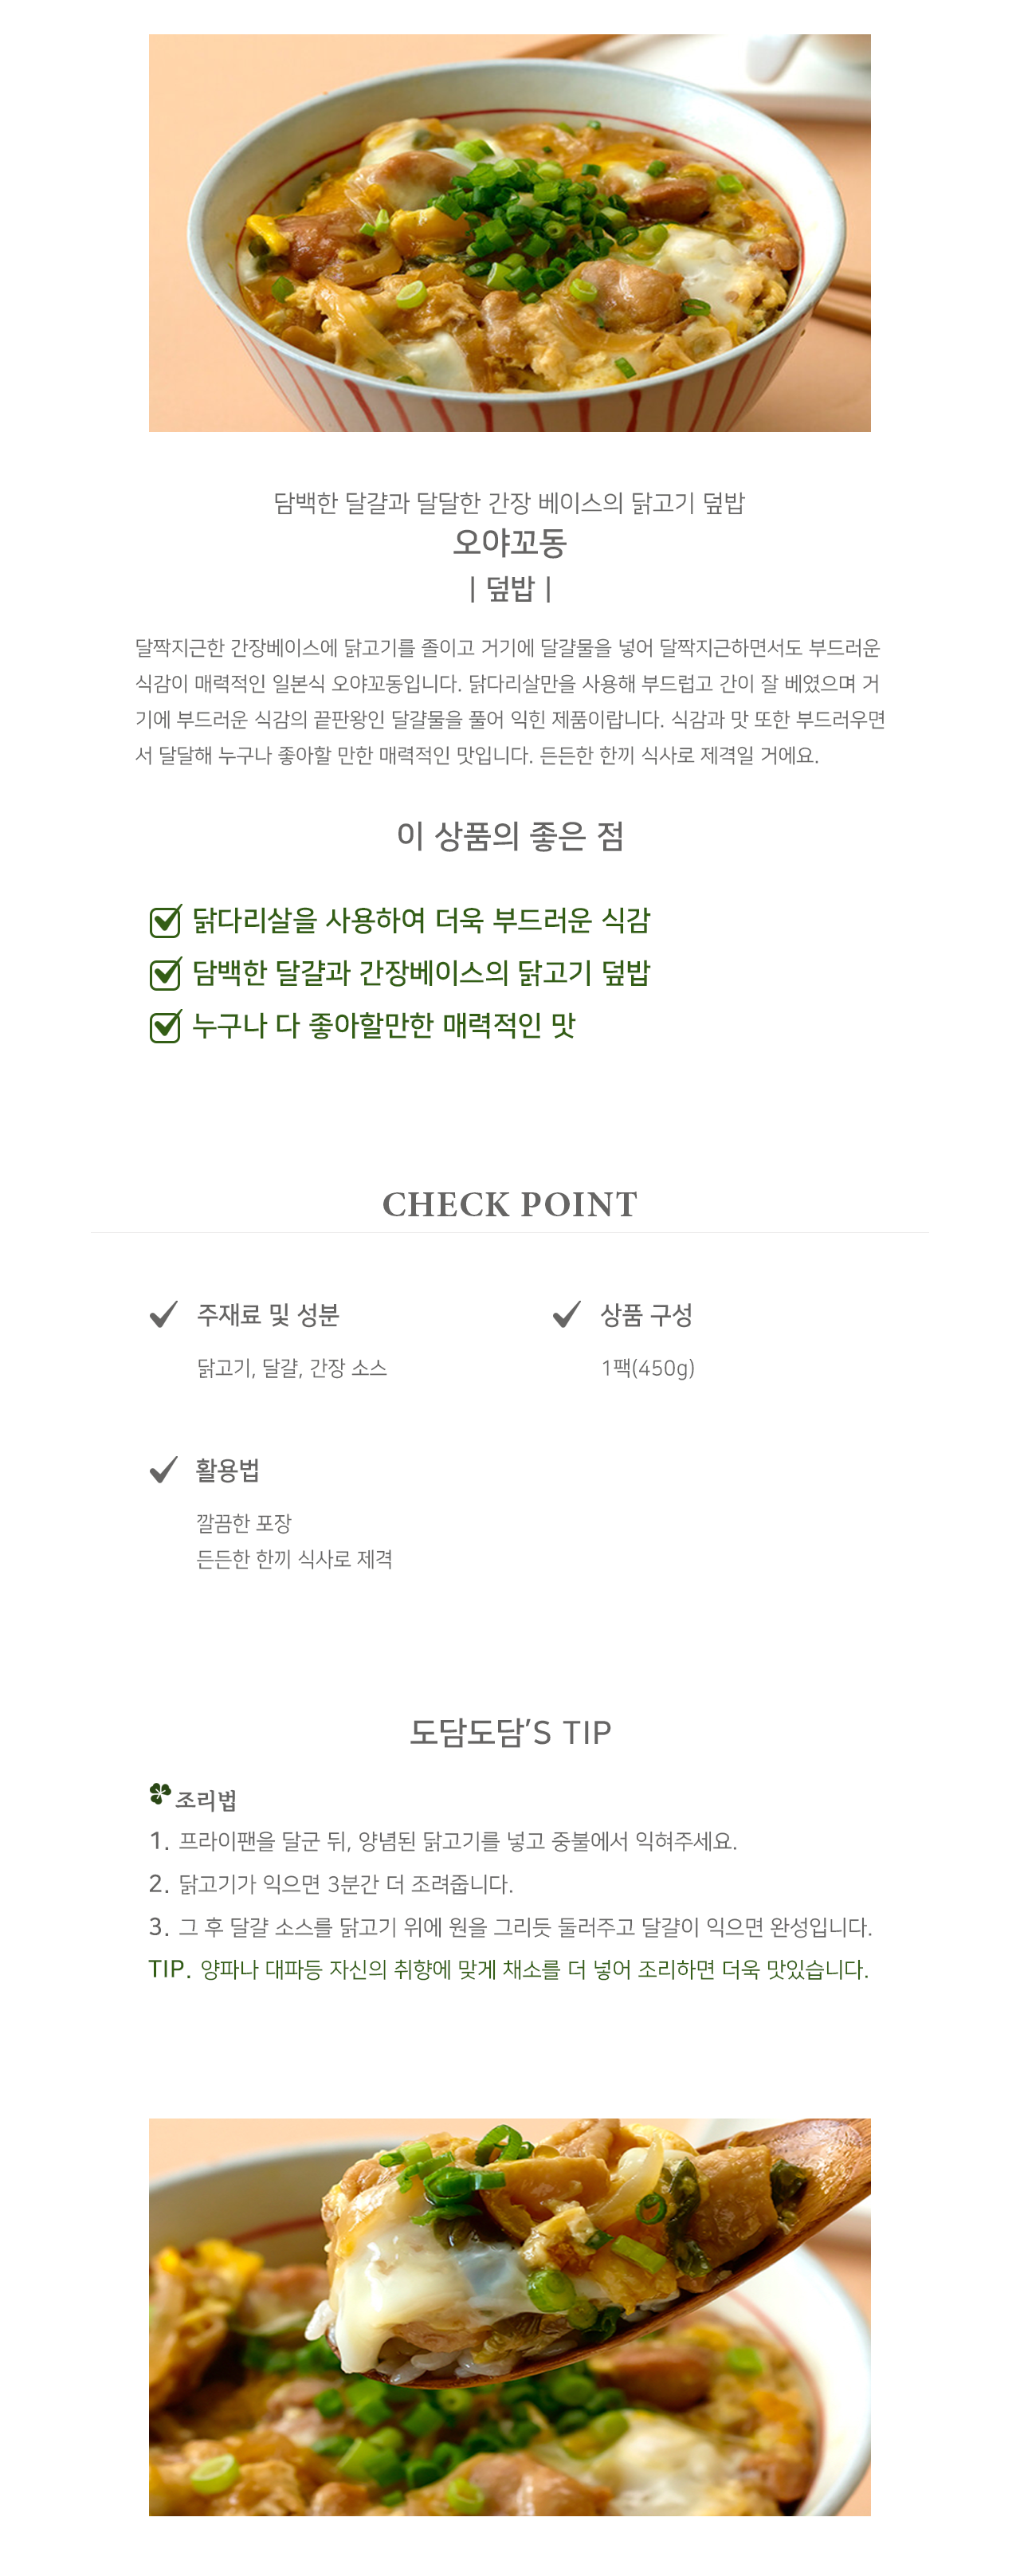 담백한 달걀과 달달한 간장 베이스의 닭고기 덮밥
오야꼬동
| 덮밥 |
달짝지근한 간장베이스에 닭고기를 졸이고 거기에 달걀물을 넣어 달짝지근하면서도 부드러운
식감이 매력적인 일본식 오야꼬동입니다. 닭다리살만을 사용해 부드럽고 간이 잘 베였으며 거
기에 부드러운 식감의 끝판왕인 달걀물을 풀어 익힌 제품이랍니다. 식감과 맛 또한 부드러우면
서 달달해 누구나 좋아할 만한 매력적인 맛입니다. 든든한 한끼 식사로 제격일 거에요.
이 상품의 좋은 점
닭다리살을 사용하여 더욱 부드러운 식감
담백한 달걀과 간장베이스의 닭고기 덮밥
누구나 다 좋아할만한 매력적인 맛
CHECK POINT
주재료 및 성분
닭고기, 달걀, 간장 소스
상품 구성
1팩(450g)
활용법
깔끔한 포장
든든한 한끼 식사로 제격
도담도담’S TIP
조리법
1. 프라이팬을 달군 뒤, 양념된 닭고기를 넣고 중불에서 익혀주세요.
2. 닭고기가 익으면 3분간 더 조려줍니다.
3. 그 후 달걀 소스를 닭고기 위에 원을 그리듯 둘러주고 달걀이 익으면 완성입니다.
TIP. 양파나 대파등 자신의 취향에 맞게 채소를 더 넣어 조리하면 더욱 맛있습니다.